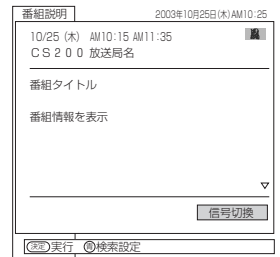 番組説明
2003年10月25日(木)AM10:25
10/25 (木) AM10:15 AM11:35
CS200 放送局名
番組タイトル
番組情報を表示
信号切換
決定 実行 青 検索設定